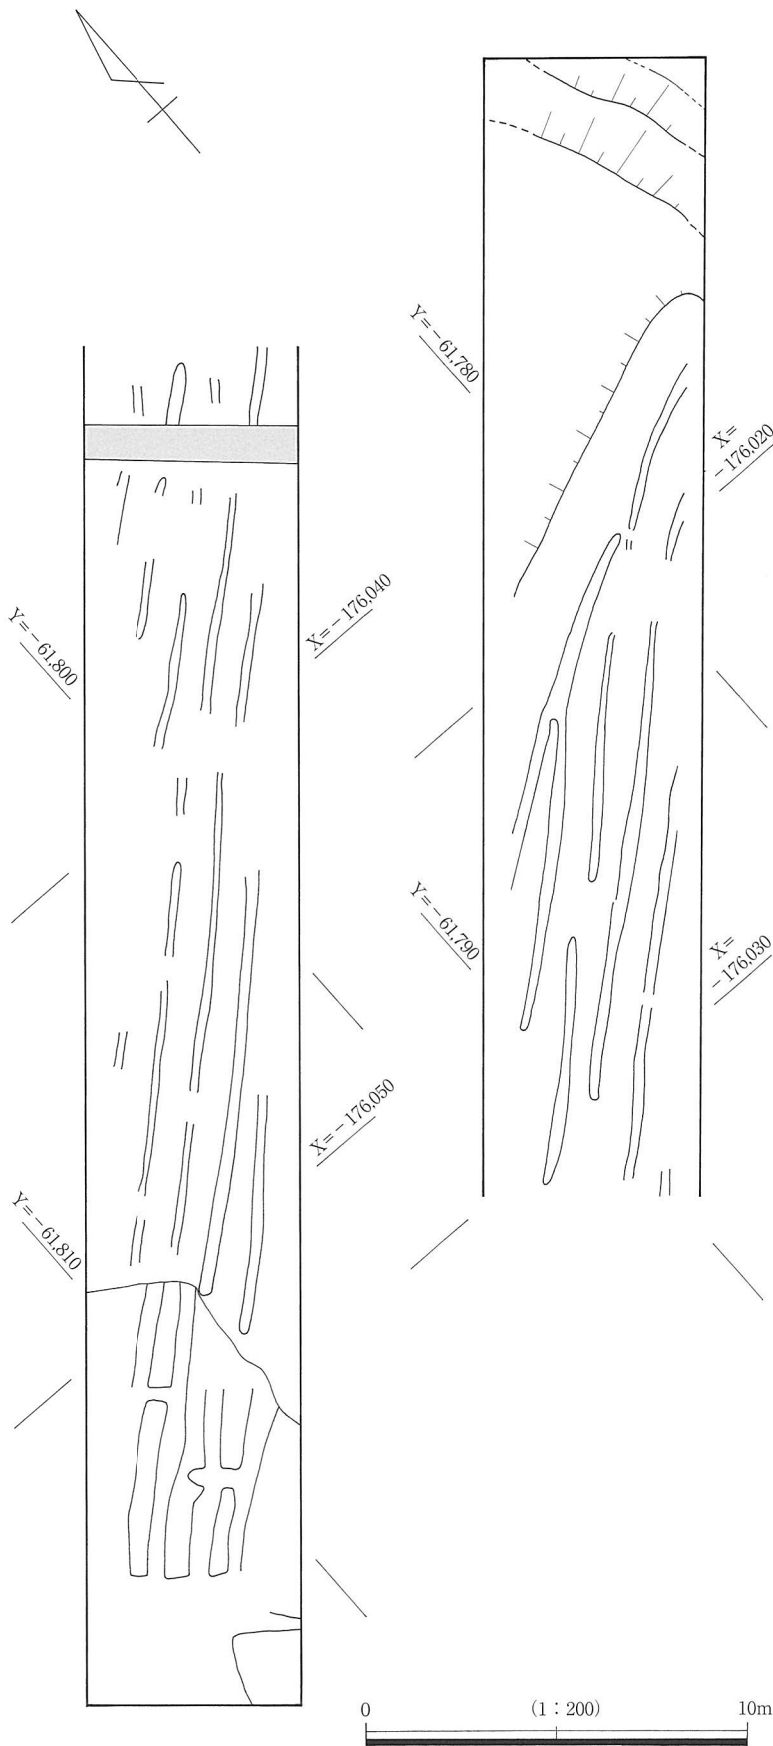 Y=－61,780
X=
－176,020
X=－176,040
Y=－61,800
Y=－61,790
X=
－176,030
X=－176,050
Y=－61,810
0 (1：200) 10m